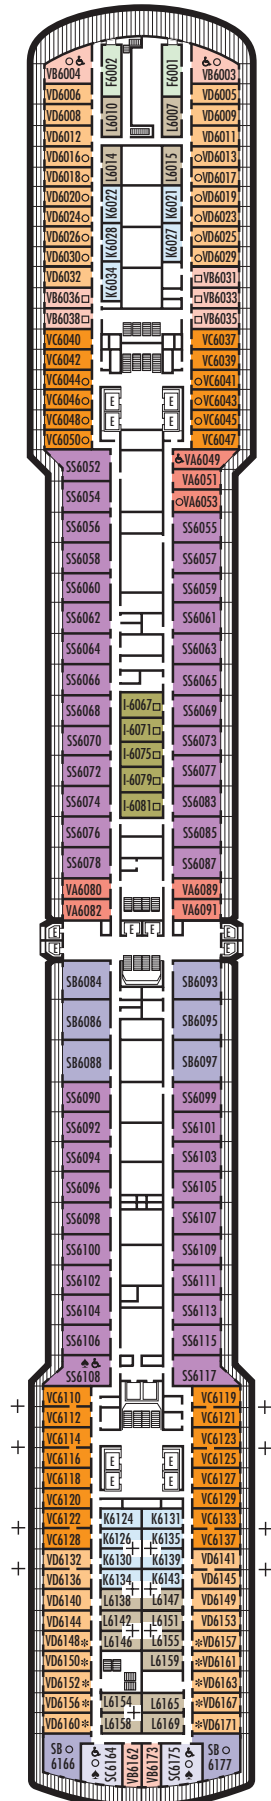 VB6004 F6002 F6001 VB6003
VD6006 L6010 L6007 VD6005
VD6008 VD6009
VD6012 VD6011
VD6016 L6014 L6015 VD6013
VD6018 VD6017
VD6020 K6022 K6021 VD6019
VD6024 VD6023
VD6026 K6028 K6027 VD6025
VD6030 VD6029
VD6032 K6034 VB6031
VB6036 VB6033
VB6038 VB6035
VC6040 VC6037
VC6042 VC6039
VC6044 VC6041
VC6046 E E VC6043
VC6048 E E VC6045
VC6050 VC6047
SS6052 VA6049
VA6051
SS6054 VA6053
SS6056 SS6055
SS6058 SS6057
SS6060 SS6059
SS6062 SS6061
SS6064 SS6063
SS6066 SS6065
SS6068 I-6067 SS6069
I-6071
SS6070 I-6075 SS6073
SS6072 I-6079 SS6077
SS6074 I-6081 SS6083
SS6076 SS6085
SS6078 SS6087
VA6080 VA6089
VA6082 VA6091
E E E E
E E
SB6084 SB6093
SB6086 SB6095
SB6088 SB6097
SS6090 SS6099
SS6092 SS6101
SS6094 SS6103
SS6096 SS6105
SS6098 SS6107
SS6100 SS6109
SS6102 SS6111
SS6104 SS6113
SS6106 SS6115
SS6108 SS6117
VC6110 VC6119
VC6112 VC6121
VC6114 VC6123
VC6116 E E VC6125
VC6118 E E VC6127
VC6120 VC6129
VC6122 K6124 K6131 VC6133
VC6128 K6126 K6135 VC6137
VD6132 K6130 K6139 VD6141
VD6136 K6134 K6143 VD6145
VD6140 L6138 L6147 VD6149
VD6144 L6142 L6151 VD6153
VD6148* L6146 L6155 *VD6157
VD6150* L6159 *VD6161
VD6152* *VD6163
VD6156* L6154 L6165 *VD6167
VD6160* L6158 L6169 *VD6171
SB 6166 SC6164 VB6162 VB6173 SC6175 SB 6177